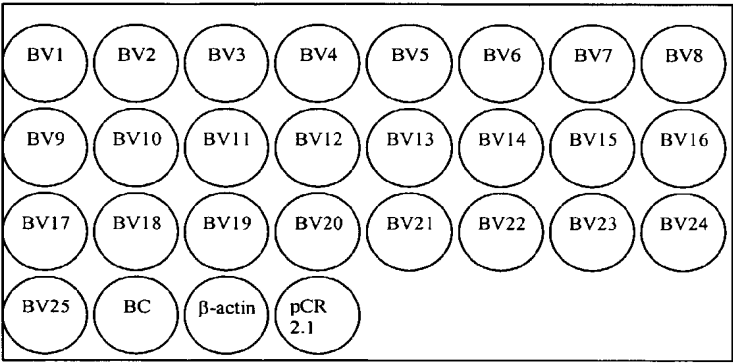 BV1 BV2 BV3 BV4 BV5 BV6 BV7 BV8
BV9 BV10 BV11 BV12 BV13 BV14 BV15 BV16
BV17 BV18 BV19 BV20 BV21 BV22 BV23 BV24
BV25 BC β-actin pCR
2.1